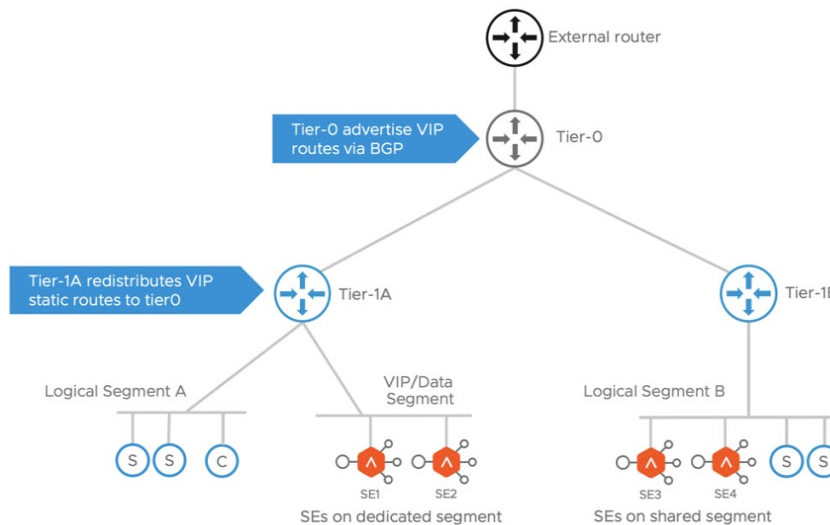 External router
Tier-0 advertise VIP
routes via BGP
Tier-0
Tier-1A redistributes VIP
static routes to tier0
Tier-1A
Logical Segment A
VIP/Data
Segment
Logical Segment B
S
S
C
SE1
SE2
SE3
SE4
S
S
SEs on dedicated segment
SEs on shared segment